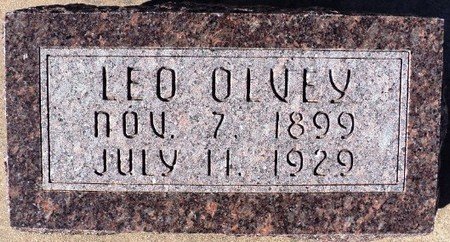 LEO OLVEY
NOV. 7, 1899
JULY 11, 1929